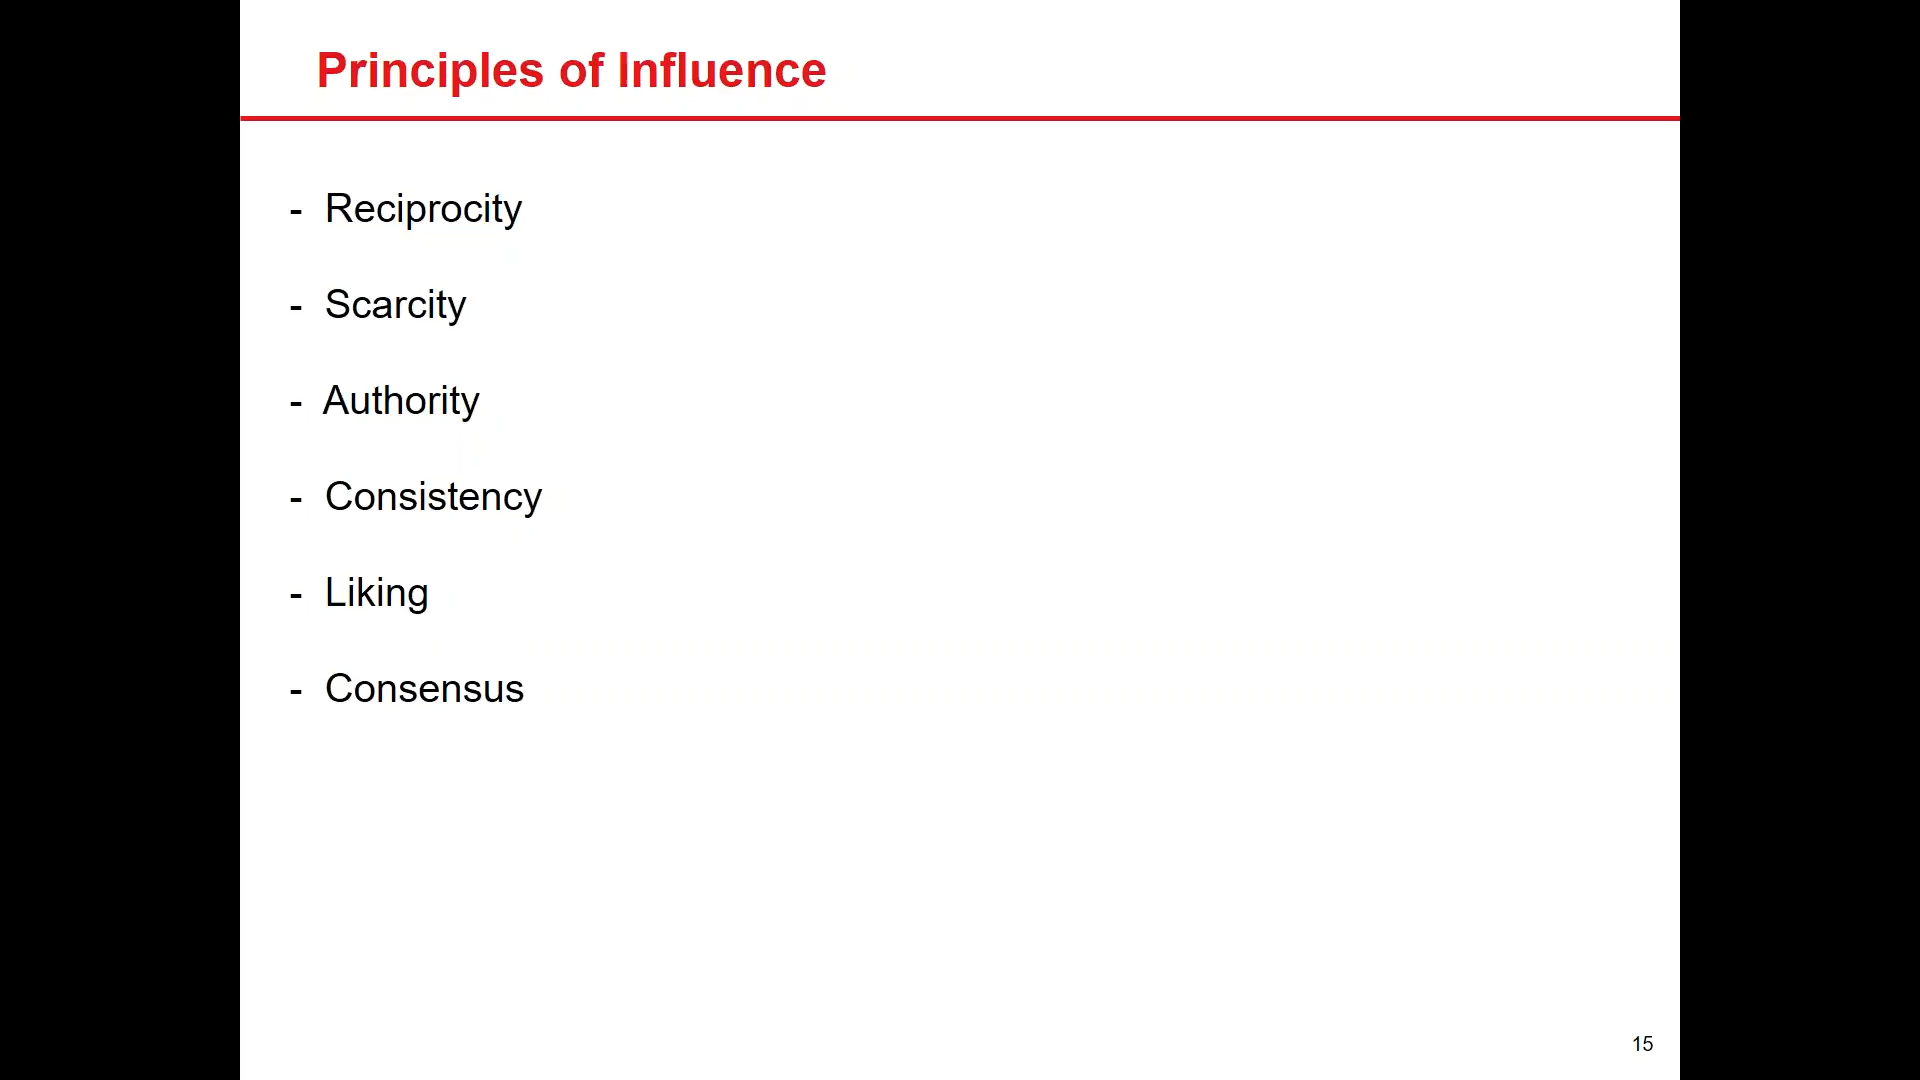 Principles of Influence
- Reciprocity
- Scarcity
- Authority
- Consistency
- Liking
- Consensus
15